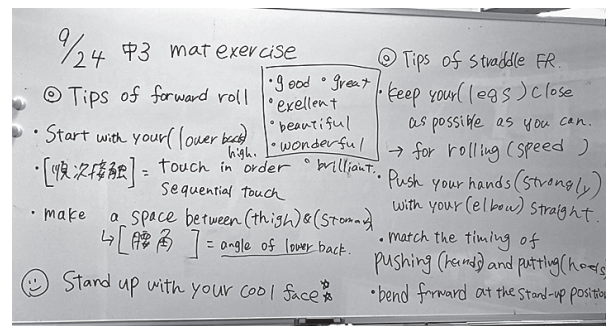 9/24 中3 mat exercise
◎ Tips of forward roll
・Start with your (lower back) high.
・[順次接触] = touch in order
sequential touch
・make a space between (thigh) & (stomach)
↳ [腰角] = angle of lower back.
☺ Stand up with your cool face
・good ・great
・exellent
・beautiful
・wonderful
・brilliant.
◎ Tips of straddle FR.
・keep your (legs) close
as possible as you can.
→ for rolling (speed)
・Push your hands (strongly)
with your (elbow) straight.
・match the timing of
pushing (hands) and putting
・bend forward at the stand-up position